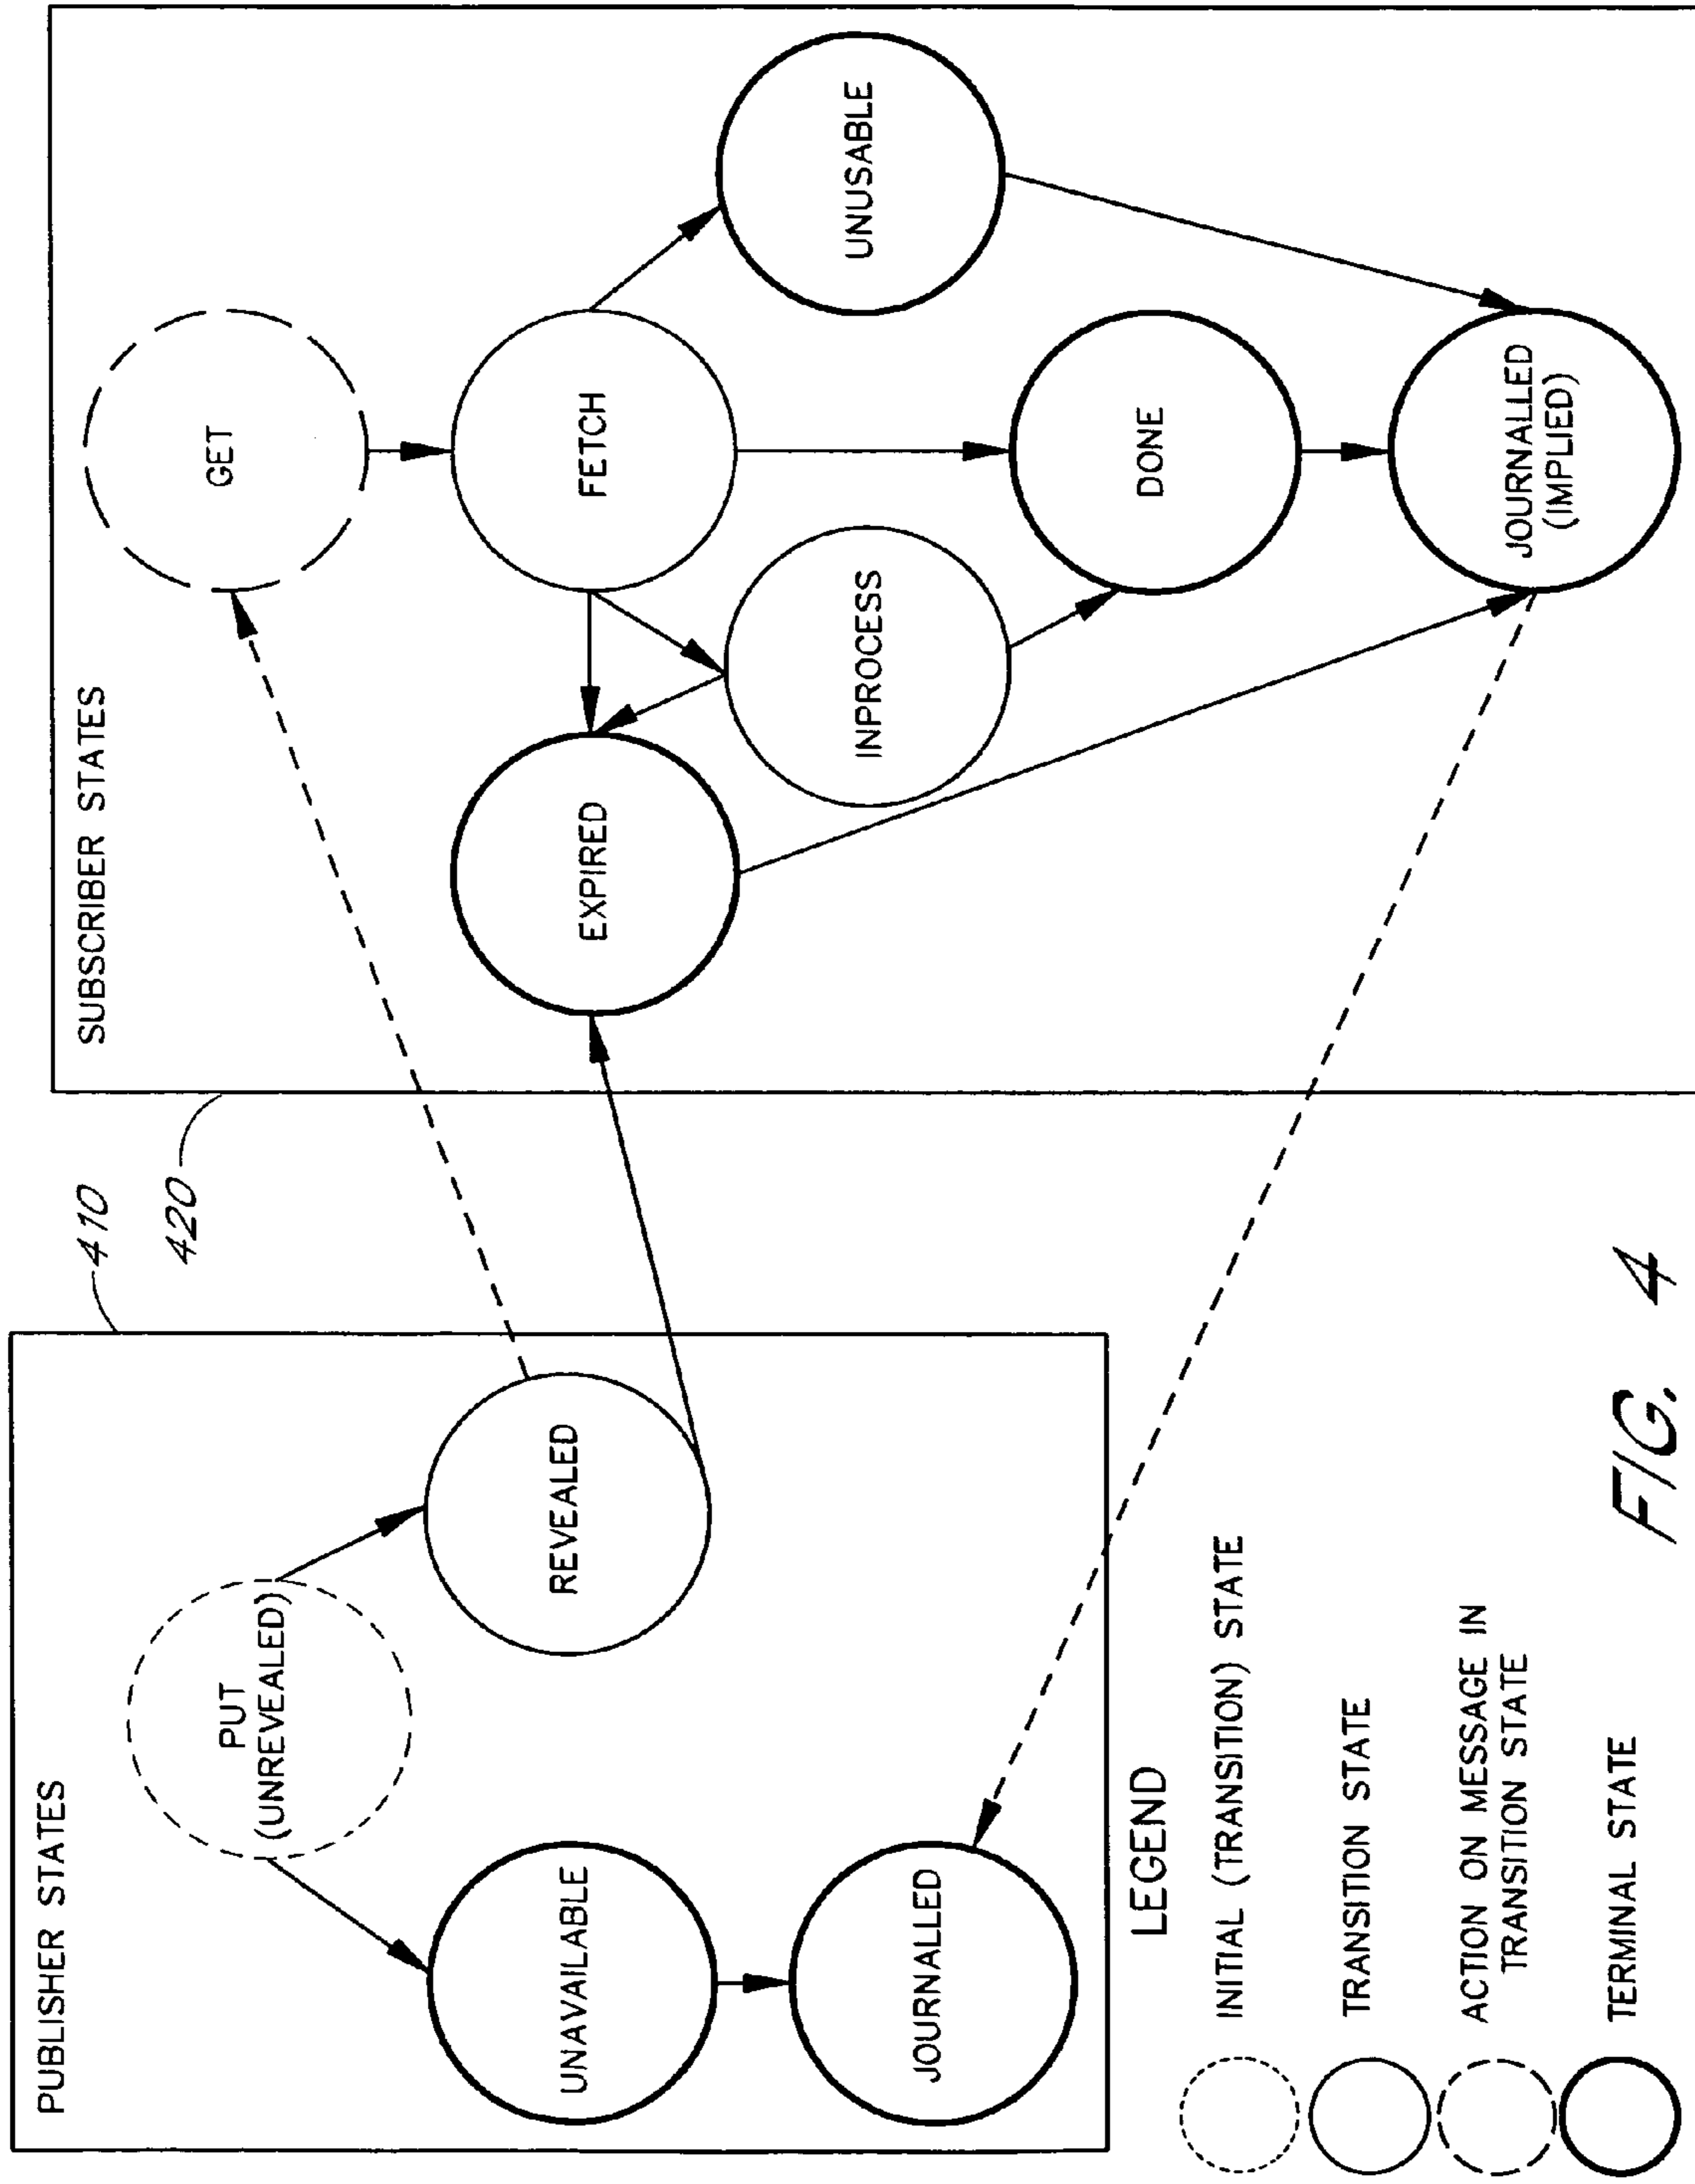 PUBLISHER STATES
PUT
(UNREVEALED)
UNAVAILABLE
REVEALED
JOURNALLED
410
420
SUBSCRIBER STATES
GET
FETCH
EXPIRED
INPROCESS
UNUSABLE
DONE
JOURNALLED
(IMPLIED)
LEGEND
INITIAL (TRANSITION) STATE
TRANSITION STATE
ACTION ON MESSAGE IN
TRANSITION STATE
TERMINAL STATE
FIG. 4